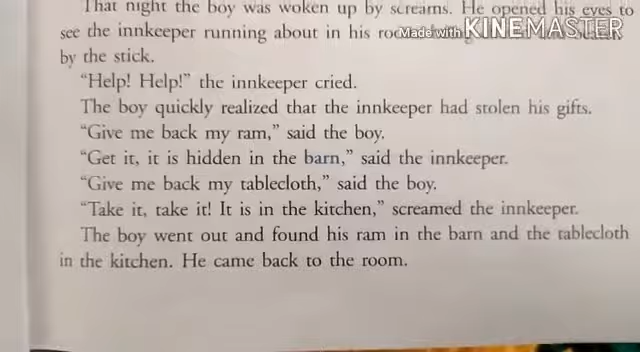 That night the boy was woken up by screams. He opened his eyes to
see the innkeeper running about in his
Made with KINEMASTER
by the stick.
“Help! Help!” the innkeeper cried.
The boy quickly realized that the innkeeper had stolen his gifts.
“Give me back my ram,” said the boy.
“Get it, it is hidden in the barn,” said the innkeeper.
“Give me back my tablecloth,” said the boy.
“Take it, take it! It is in the kitchen,” screamed the innkeeper.
The boy went out and found his ram in the barn and the tablecloth
in the kitchen. He came back to the room.